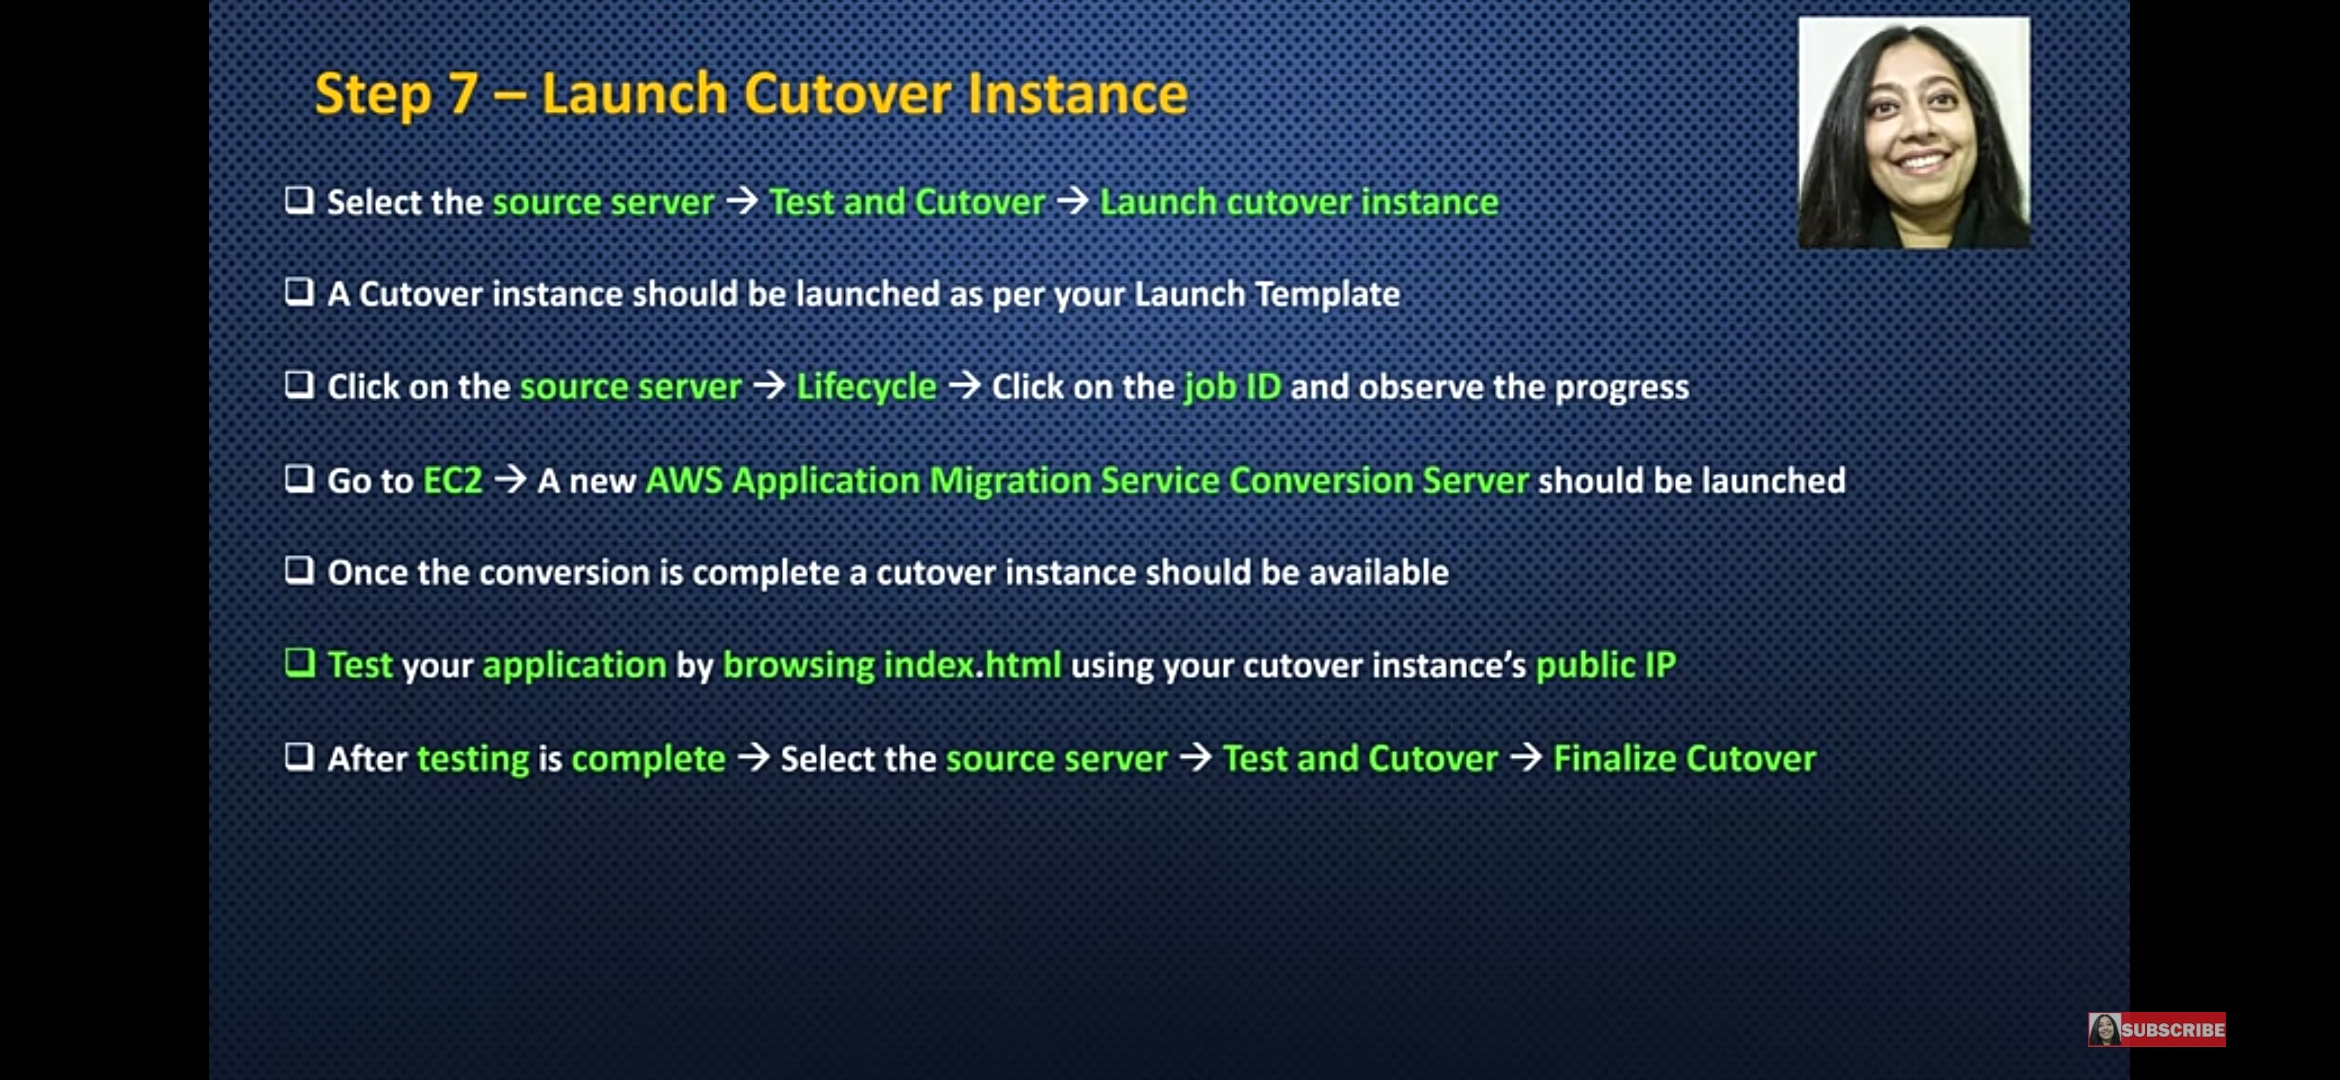 Step 7 – Launch Cutover Instance
❑ Select the source server → Test and Cutover → Launch cutover instance
❑ A Cutover instance should be launched as per your Launch Template
❑ Click on the source server → Lifecycle → Click on the job ID and observe the progress
❑ Go to EC2 → A new AWS Application Migration Service Conversion Server should be launched
❑ Once the conversion is complete a cutover instance should be available
❑ Test your application by browsing index.html using your cutover instance’s public IP
❑ After testing is complete → Select the source server → Test and Cutover → Finalize Cutover
SUBSCRIBE